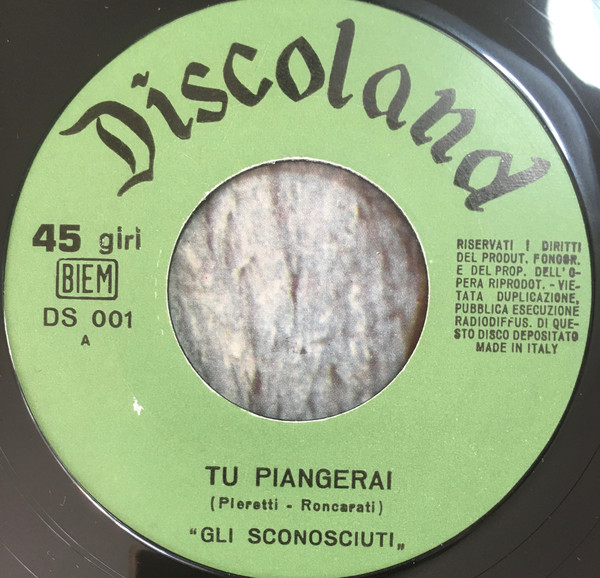 Discoland
45 giri
BIEM
DS 001
A
RISERVATI I DIRITTI
DEL PRODUT. FONOGR.
E DEL PROP. DELL'O-
PERA RIPRODOT. - VIE-
TATA DUPLICAZIONE,
PUBBLICA ESECUZIONE
RADIODIFFUS. DI QUE-
STO DISCO DEPOSITATO
MADE IN ITALY
TU PIANGERAI
(Pieretti - Roncarati)
"GLI SCONOSCIUTI„